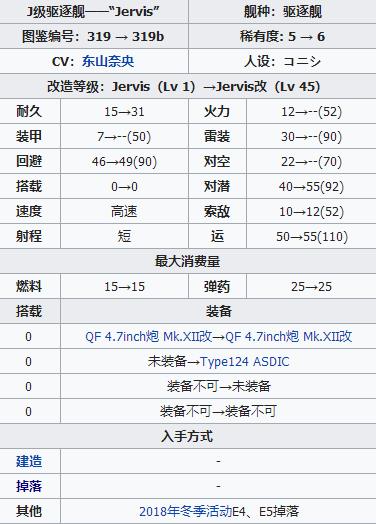 J级驱逐舰——“Jervis” 舰种：驱逐舰
图鉴编号：319 → 319b 稀有度：5 → 6
CV：东山奈央 人设：コニシ
改造等级：Jervis（Lv 1）→Jervis改（Lv 45）
耐久 15→31 火力 12→--(52)
装甲 7→--(50) 雷装 30→--(90)
回避 46→49(90) 对空 22→--(70)
搭载 0→0 对潜 40→55(92)
速度 高速 索敌 10→12(52)
射程 短 运 50→55(110)
最大消费量
燃料 15→15 弹药 25→25
搭载 装备
0 QF 4.7inch炮 Mk.XII改→QF 4.7inch炮 Mk.XII改
0 未装备→Type124 ASDIC
0 装备不可→未装备
0 装备不可→装备不可
入手方式
建造 -
掉落 -
其他 2018年冬季活动E4、E5掉落